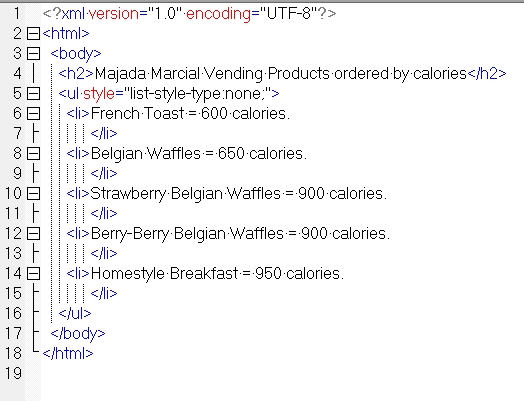 1 <?xml version="1.0" encoding="UTF-8"?>
2 <html>
3 <body>
4 <h2>Majada Marcial Vending Products ordered by calories</h2>
5 <ul style="list-style-type:none;">
6 <li>French Toast = 600 calories.
7 </li>
8 <li>Belgian Waffles = 650 calories.
9 </li>
10 <li>Strawberry Belgian Waffles = 900 calories.
11 </li>
12 <li>Berry-Berry Belgian Waffles = 900 calories.
13 </li>
14 <li>Homestyle Breakfast = 950 calories.
15 </li>
16 </ul>
17 </body>
18 </html>
19